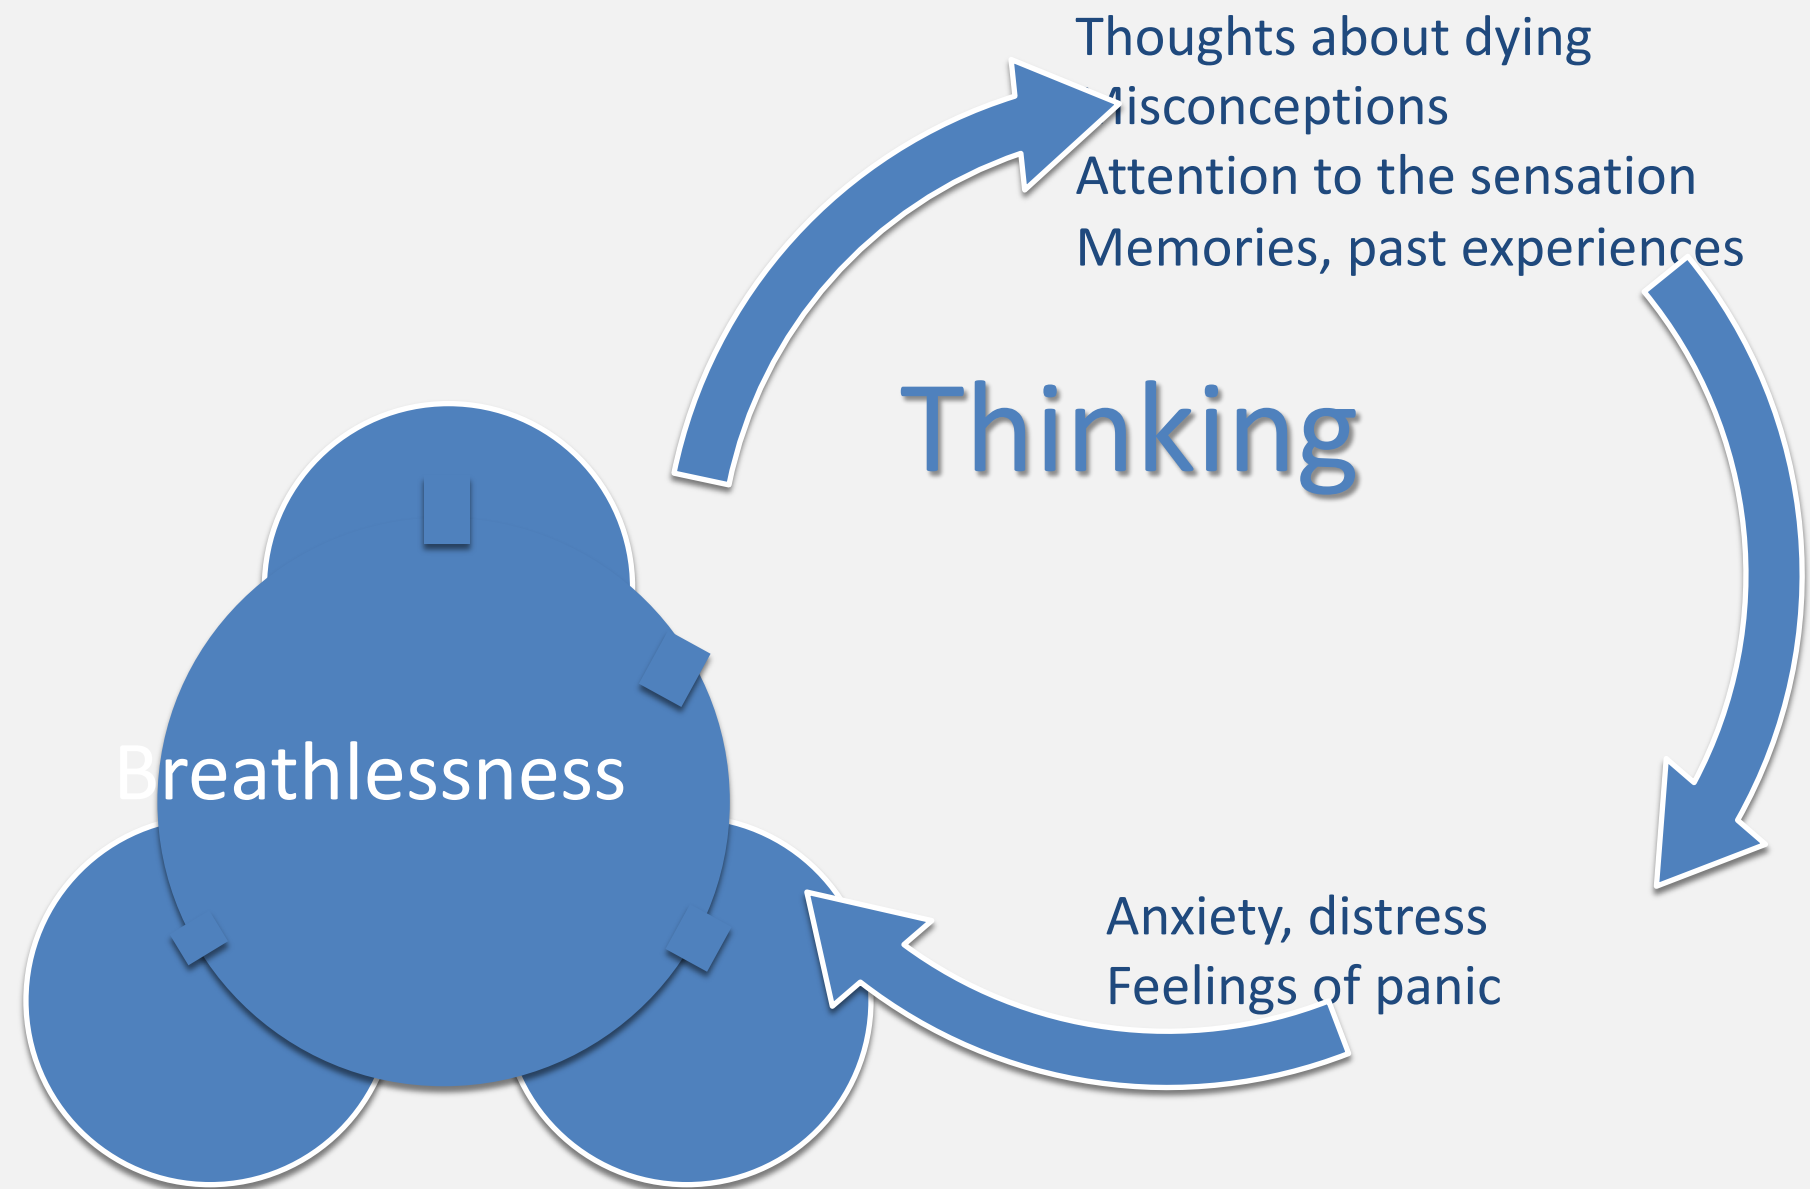 Thoughts about dying
Misconceptions
Attention to the sensation
Memories, past experiences
Thinking
Breathlessness
Anxiety, distress
Feelings of panic